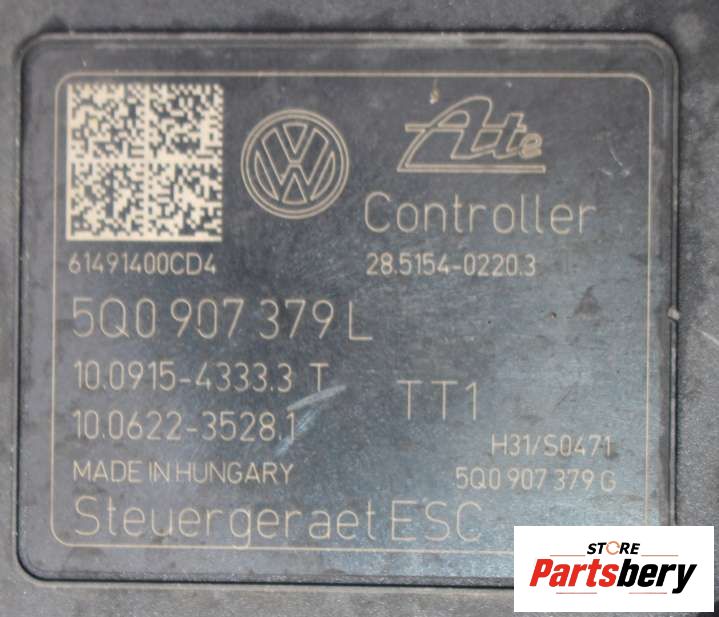 Ate
Controller
61491400CD4
28.5154-0220.3
5Q0 907 379 L
10.0915-4333.3 T
TT1
10.0622-3528.1
H31/S0471
MADE IN HUNGARY
5Q0 907 379 G
Steuergeraet ESC
STORE
Partsbery